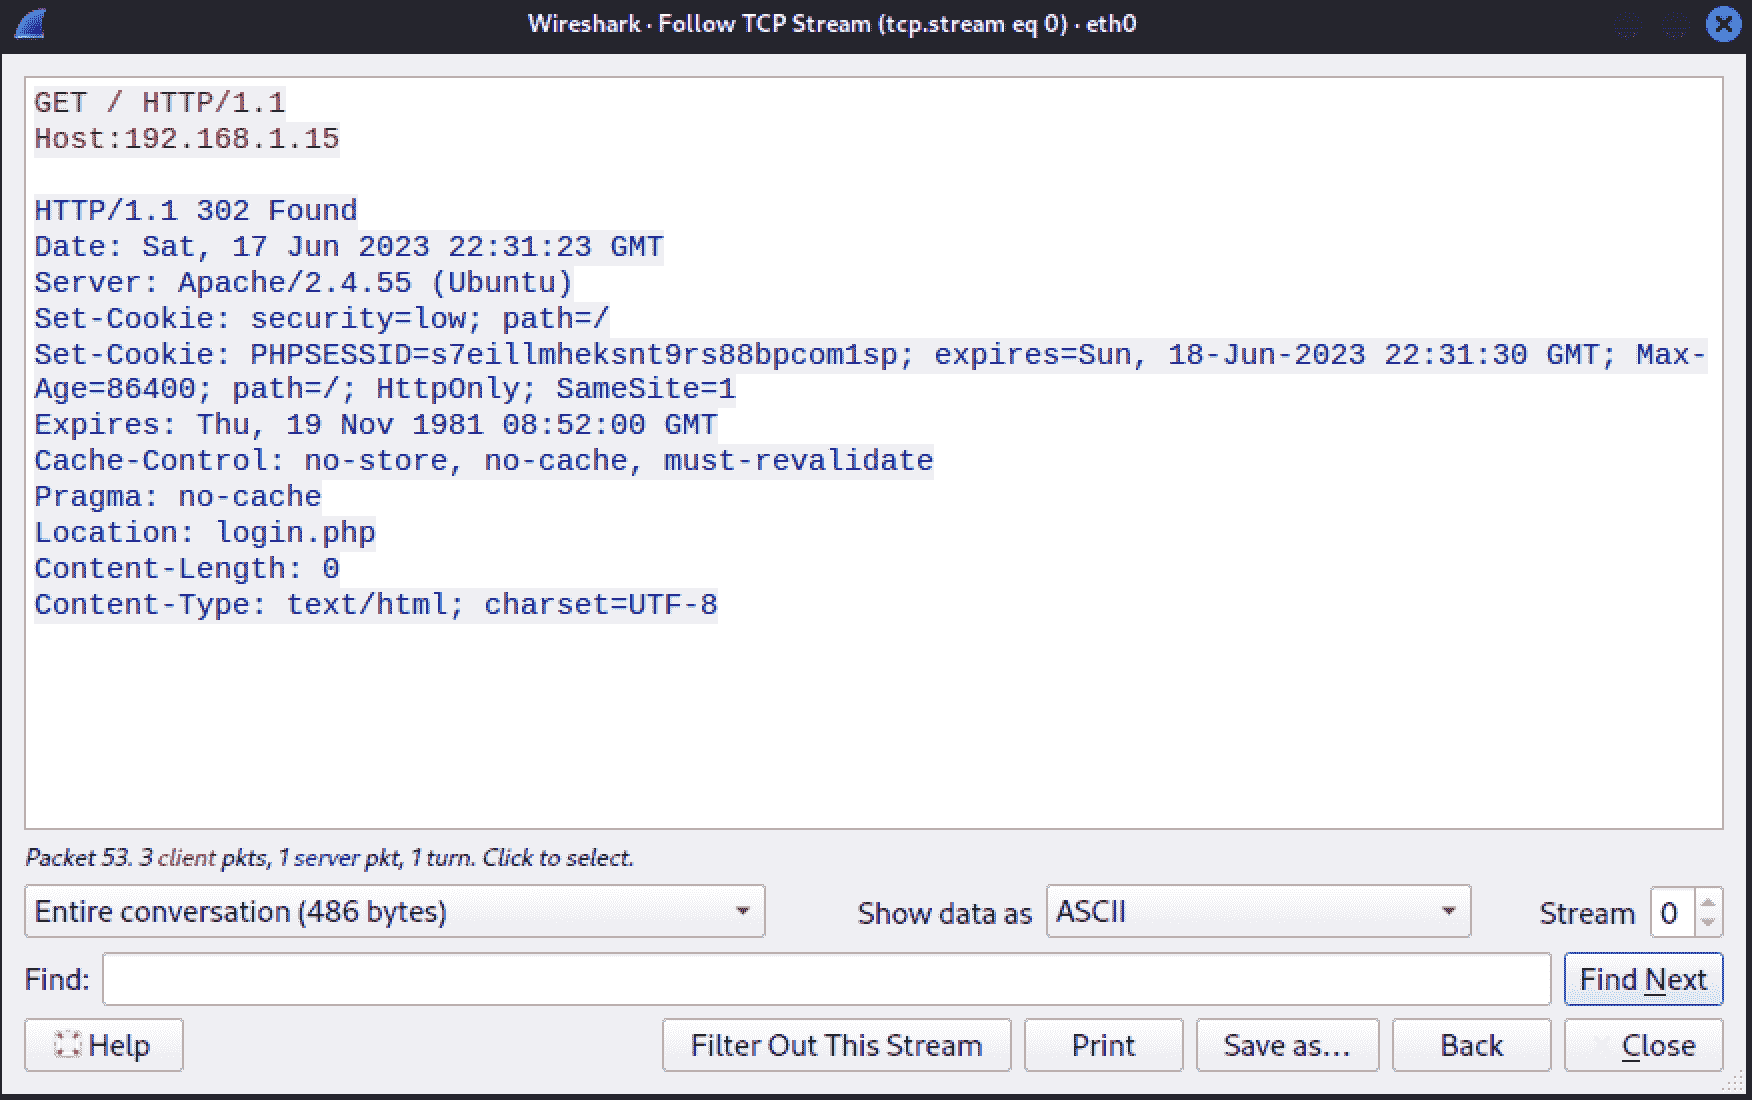 Wireshark · Follow TCP Stream (tcp.stream eq 0) · eth0
GET / HTTP/1.1
Host:192.168.1.15
HTTP/1.1 302 Found
Date: Sat, 17 Jun 2023 22:31:23 GMT
Server: Apache/2.4.55 (Ubuntu)
Set-Cookie: security=low; path=/
Set-Cookie: PHPSESSID=s7eillmheksnt9rs88bpcom1sp; expires=Sun, 18-Jun-2023 22:31:30 GMT; Max-
Age=86400; path=/; HttpOnly; SameSite=1
Expires: Thu, 19 Nov 1981 08:52:00 GMT
Cache-Control: no-store, no-cache, must-revalidate
Pragma: no-cache
Location: login.php
Content-Length: 0
Content-Type: text/html; charset=UTF-8
Packet 53. 3 client pkts, 1 server pkt, 1 turn. Click to select.
Entire conversation (486 bytes) Show data as ASCII Stream 0
Find: Find Next
Help Filter Out This Stream Print Save as... Back Close